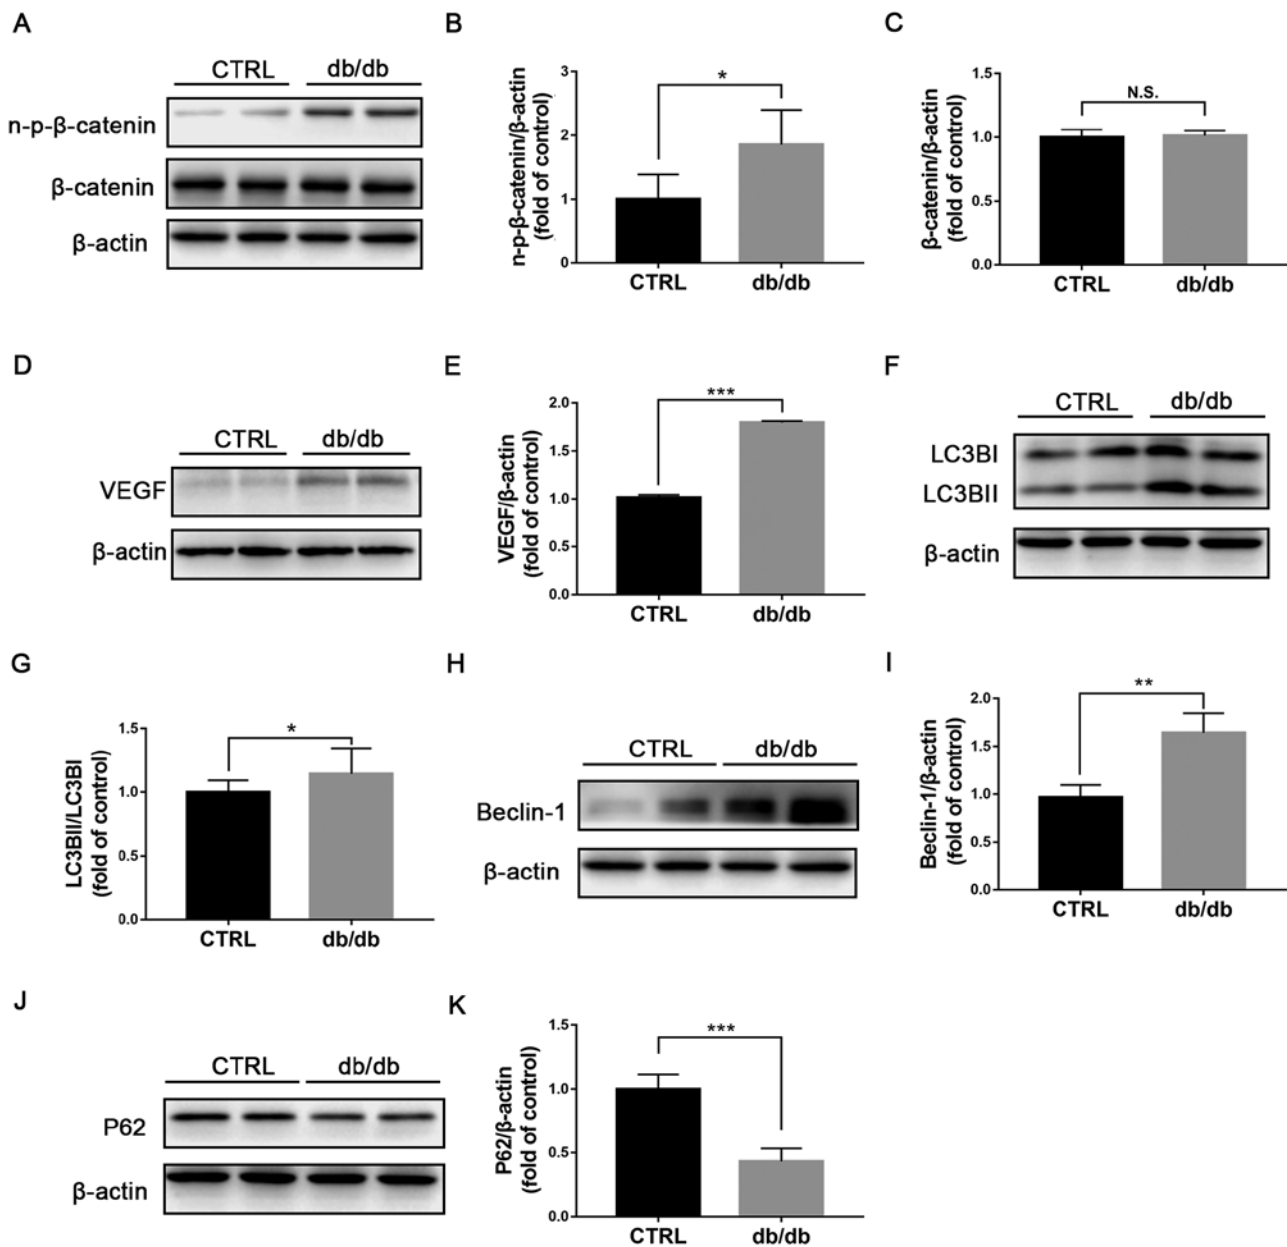 A
CTRL db/db
n-p-β-catenin
β-catenin
β-actin
B
n-p-β-catenin/β-actin
(fold of control)
3
2
1
0
*
CTRL db/db
C
β-catenin/β-actin
(fold of control)
1.5
1.0
0.5
0.0
N.S.
CTRL db/db
D
CTRL db/db
VEGF
β-actin
E
VEGF/β-actin
(fold of control)
2.0
1.5
1.0
0.5
0.0
***
CTRL db/db
F
CTRL db/db
LC3BI
LC3BII
β-actin
G
LC3BII/LC3BI
(fold of control)
1.5
1.0
0.5
0.0
*
CTRL db/db
H
CTRL db/db
Beclin-1
β-actin
I
Beclin-1/β-actin
(fold of control)
2.0
1.5
1.0
0.5
0.0
**
CTRL db/db
J
CTRL db/db
P62
β-actin
K
P62/β-actin
(fold of control)
1.5
1.0
0.5
0.0
***
CTRL db/db